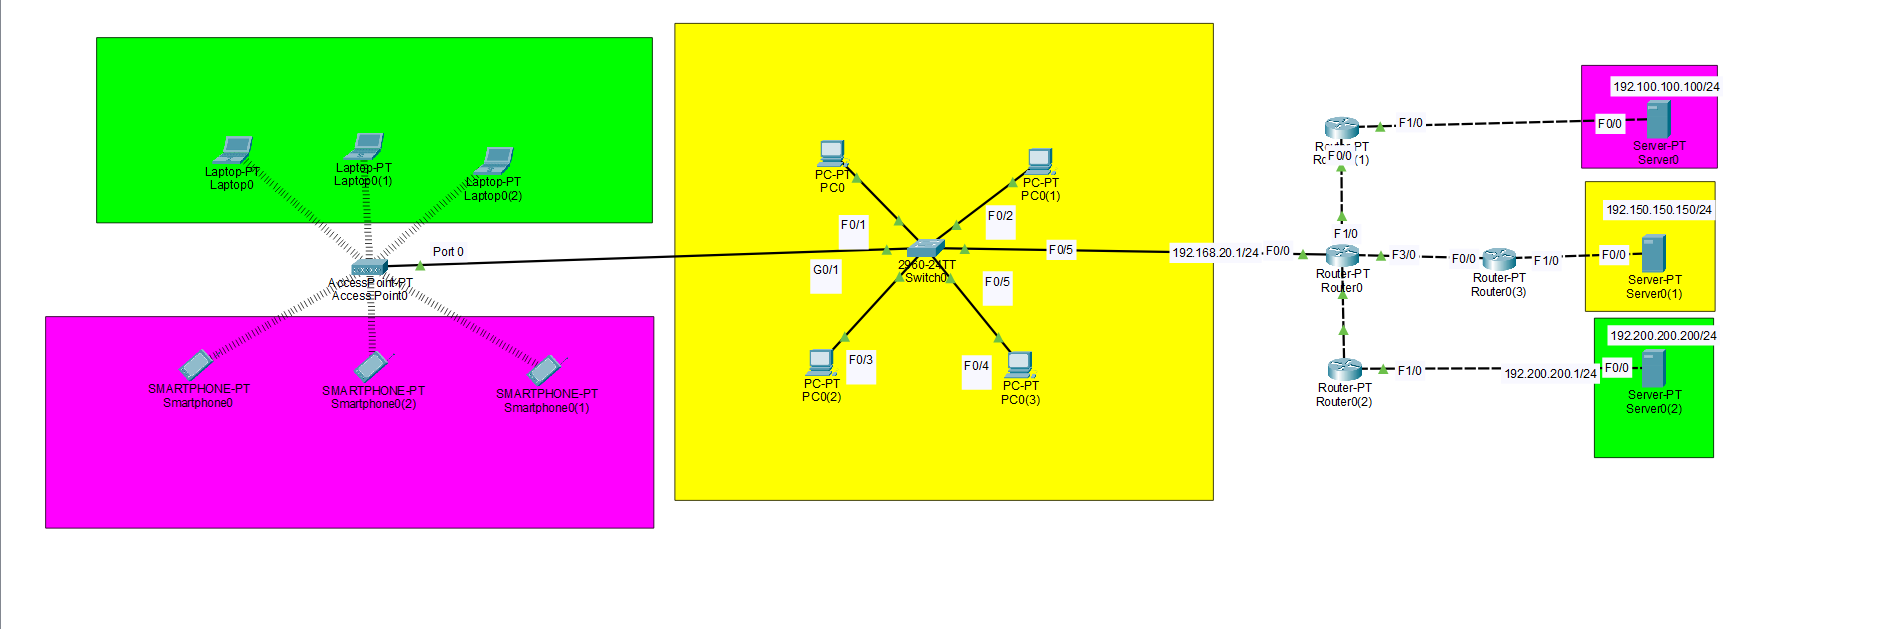 Laptop-PT
Laptop0
Laptop-PT
Laptop0(1)
Laptop-PT
Laptop0(2)
Port 0
AccessPoint-PT
Access Point0
SMARTPHONE-PT
Smartphone0
SMARTPHONE-PT
Smartphone0(2)
SMARTPHONE-PT
Smartphone0(1)
PC-PT
PC0
PC-PT
PC0(1)
F0/1
F0/2
G0/1
2960-24TT
Switch0
F0/5
F0/5
F0/3
F0/4
PC-PT
PC0(2)
PC-PT
PC0(3)
192.168.20.1/24
F0/0
F1/0
F0/0
(1)
F1/0
Router-PT
Router0
F3/0
F0/0
F1/0
Router-PT
Router0(3)
Router-PT
Router0(2)
F1/0
192.200.200.1/24
192.100.100.100/24
F0/0
Server-PT
Server0
192.150.150.150/24
F0/0
Server-PT
Server0(1)
192.200.200.200/24
F0/0
Server-PT
Server0(2)